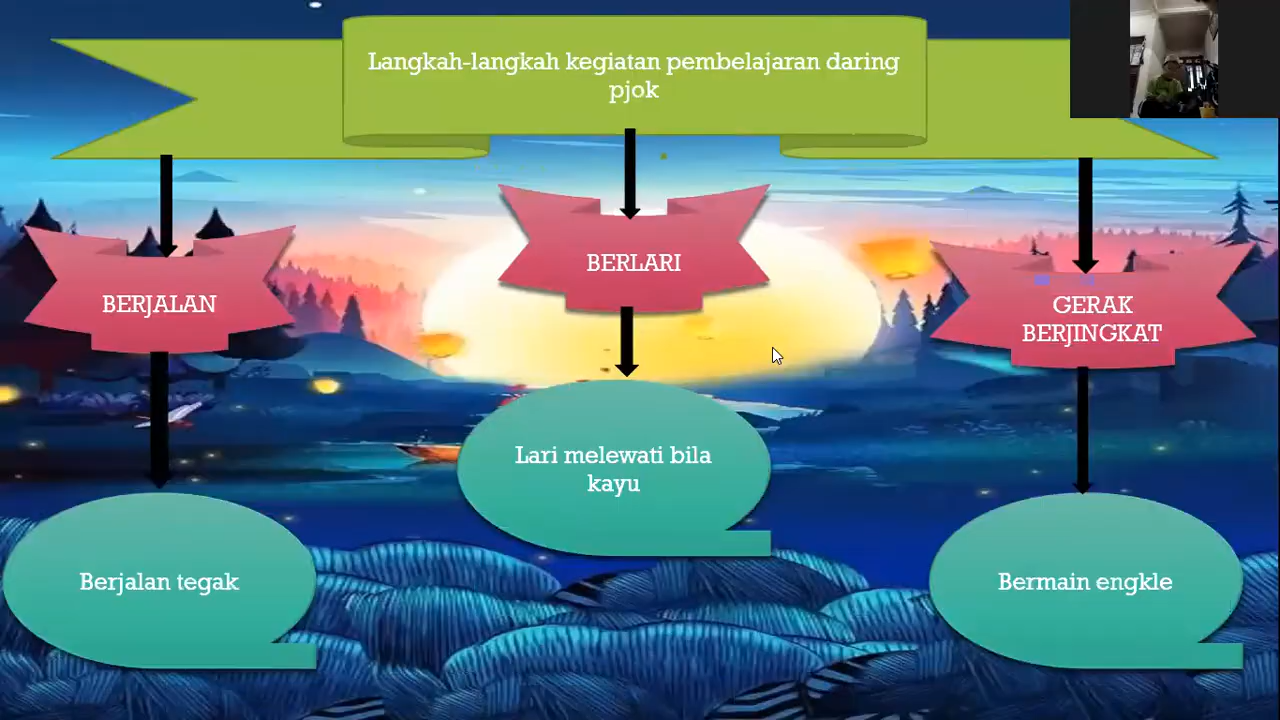 Langkah-langkah kegiatan pembelajaran daring
pjok
BERJALAN
BERLARI
GERAK
BERJINGKAT
Berjalan tegak
Lari melewati bila
kayu
Bermain engkle